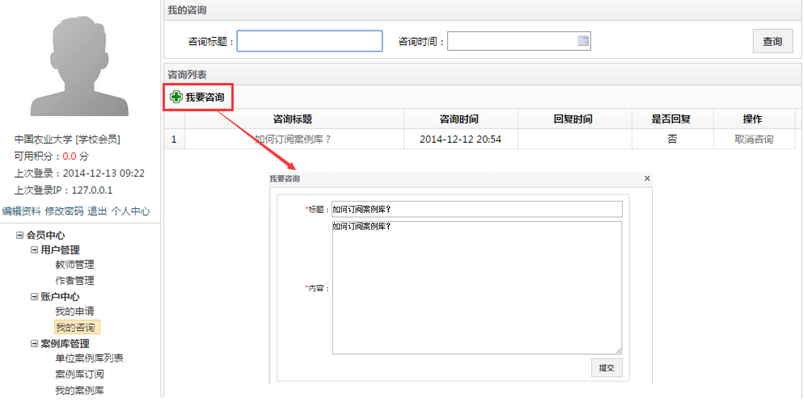 我的咨询
咨询标题：
咨询时间：
查询
咨询列表
我要咨询
咨询标题 咨询时间 回复时间 是否回复 操作
1 如何订阅案例库？ 2014-12-12 20:54 否 取消咨询
我要咨询
*标题： 如何订阅案例库?
*内容： 如何订阅案例库?
提交
中国农业大学 [学校会员]
可用积分：0.0 分
上次登录：2014-12-13 09:22
上次登录IP：127.0.0.1
编辑资料 修改密码 退出 个人中心
会员中心
用户管理
教师管理
作者管理
账户中心
我的申请
我的咨询
案例库管理
单位案例库列表
案例库订阅
我的案例库